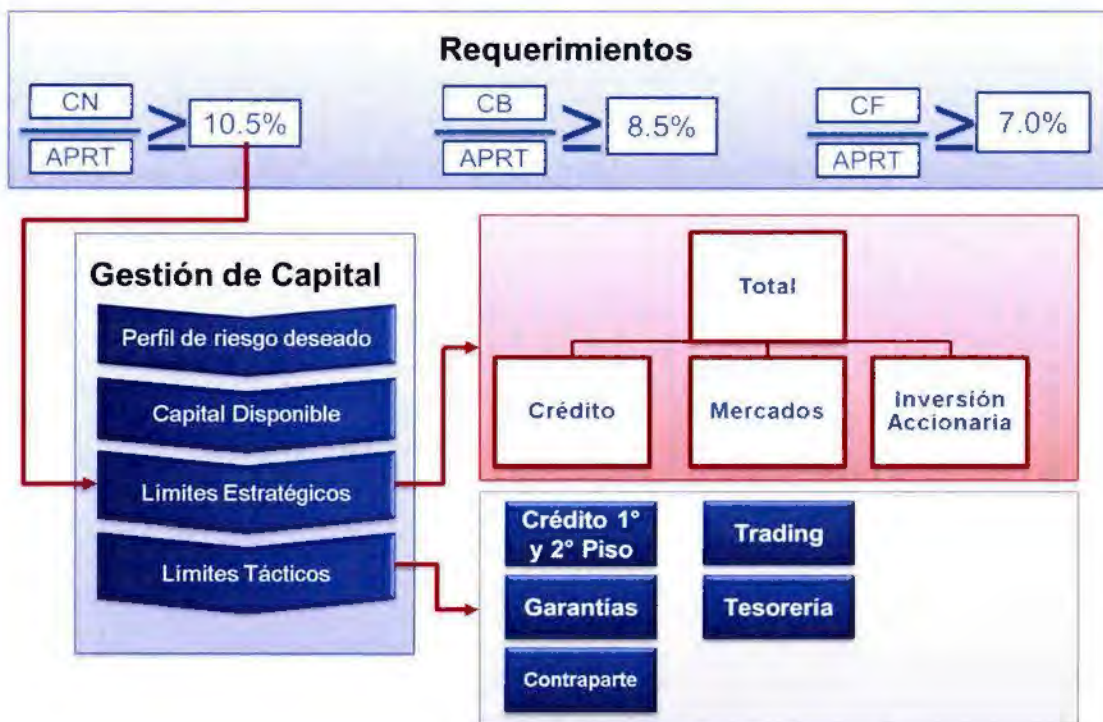 Requerimientos
CN
APRT
≥
10.5%
CB
APRT
≥
8.5%
CF
APRT
≥
7.0%
Gestión de Capital
Perfil de riesgo deseado
Capital Disponible
Límites Estratégicos
Límites Tácticos
Total
Crédito
Mercados
Inversión
Accionaria
Crédito 1°
y 2° Piso
Trading
Garantías
Tesorería
Contraparte